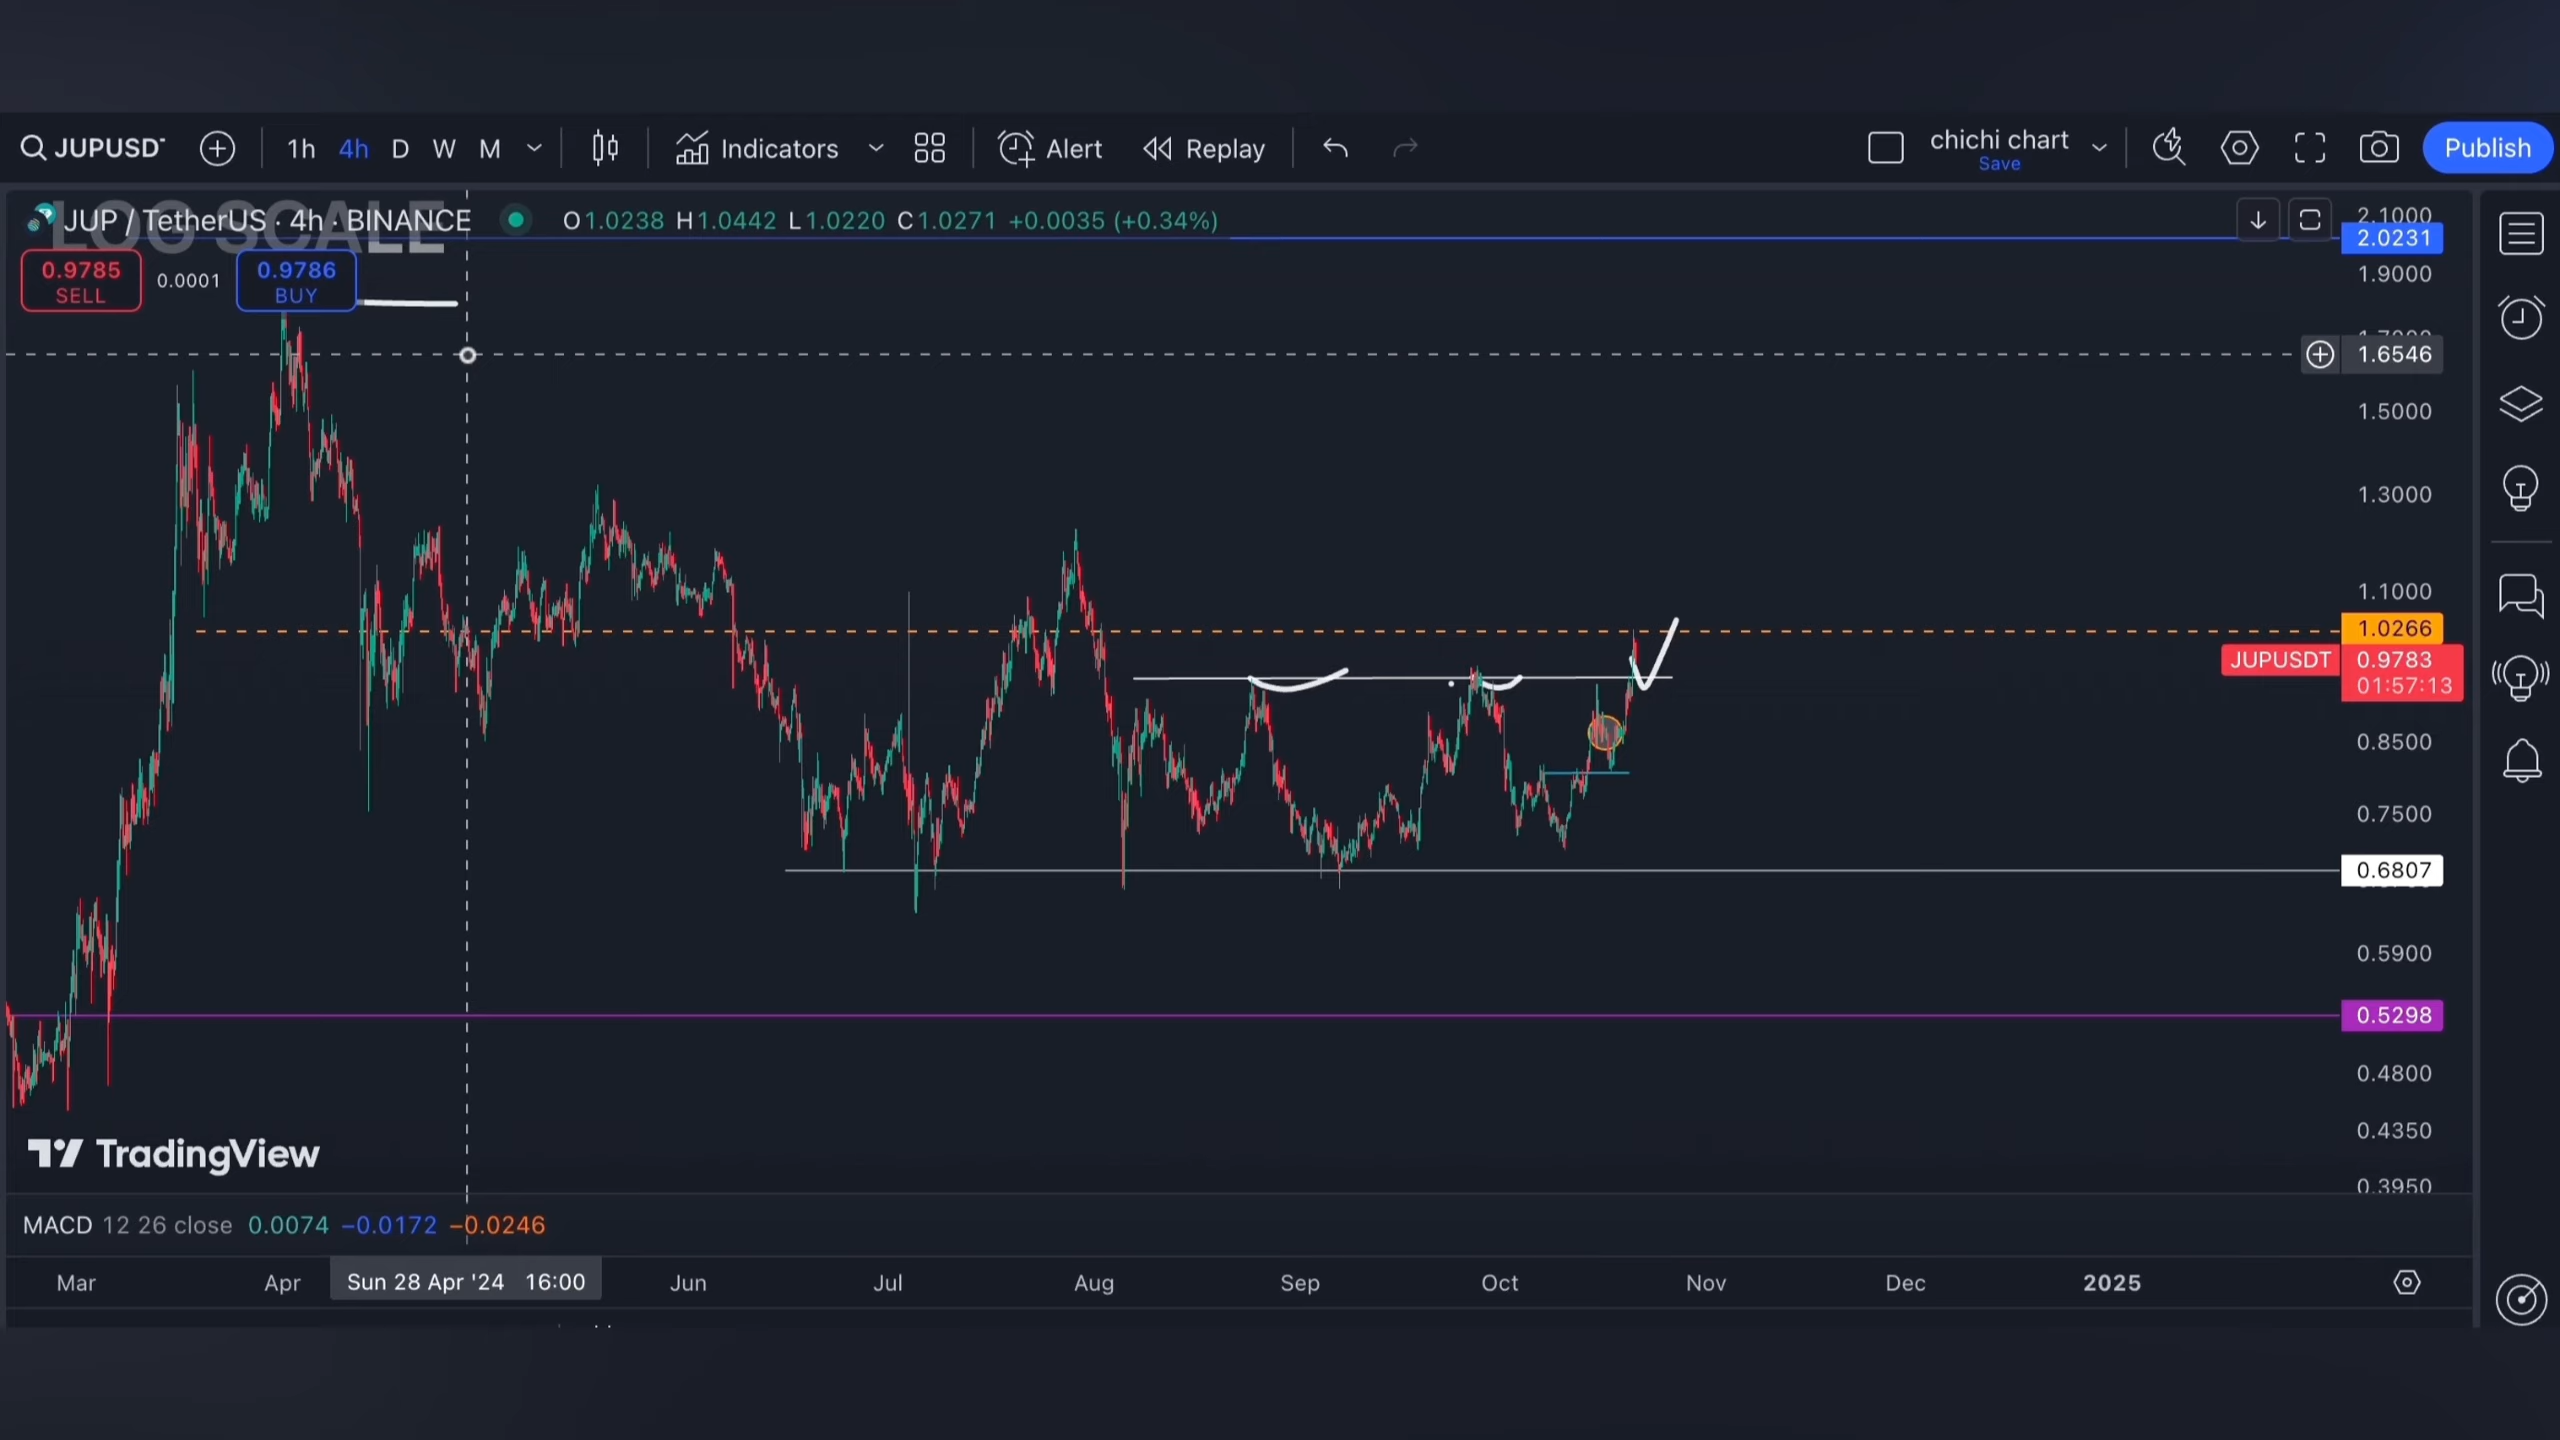 JUPUSD 1h 4h D W M Indicators Alert Replay chichi chart Publish
Save
LOG SCALE
JUP / TetherUS · 4h · BINANCE O1.0238 H1.0442 L1.0220 C1.0271 +0.0035 (+0.34%)
0.9785 0.0001 0.9786
SELL BUY
2.1000
2.0231
1.9000
1.7000
1.6546
1.5000
1.3000
1.1000
1.0266
JUPUSDT 0.9783
01:57:13
0.8500
0.7500
0.6807
0.5900
0.5298
0.4800
0.4350
0.3950
TradingView
MACD 12 26 close 0.0074 −0.0172 −0.0246
Mar Apr Sun 28 Apr '24 16:00 Jun Jul Aug Sep Oct Nov Dec 2025